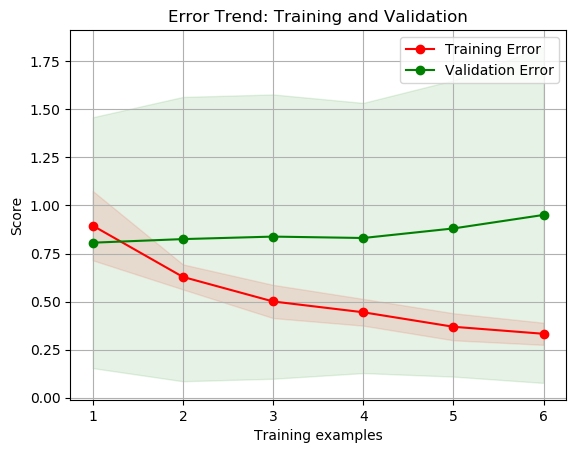 Error Trend: Training and Validation
Training Error
Validation Error
Score
1.75
1.50
1.25
1.00
0.75
0.50
0.25
0.00
1 2 3 4 5 6
Training examples